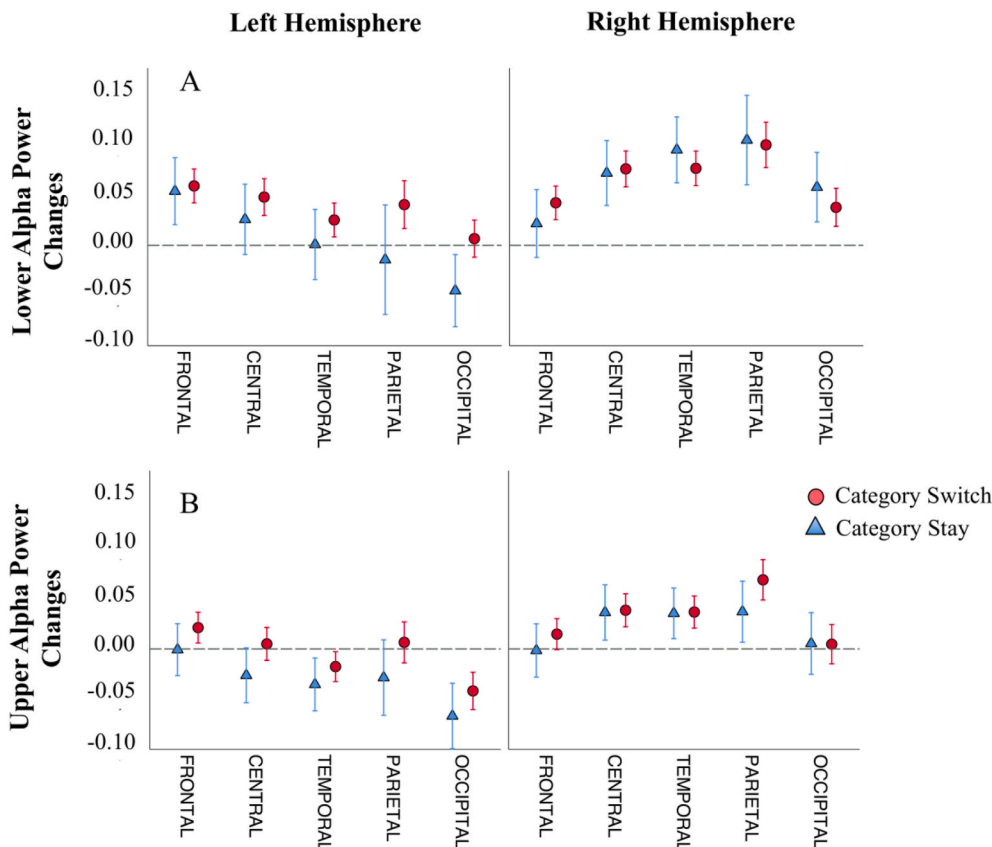 Left Hemisphere
Right Hemisphere
A
Lower Alpha Power
Changes
0.15
0.10
0.05
0.00
-0.05
-0.10
FRONTAL
CENTRAL
TEMPORAL
PARIETAL
OCCIPITAL
FRONTAL
CENTRAL
TEMPORAL
PARIETAL
OCCIPITAL
B
Upper Alpha Power
Changes
0.15
0.10
0.05
0.00
-0.05
-0.10
Category Switch
Category Stay
FRONTAL
CENTRAL
TEMPORAL
PARIETAL
OCCIPITAL
FRONTAL
CENTRAL
TEMPORAL
PARIETAL
OCCIPITAL